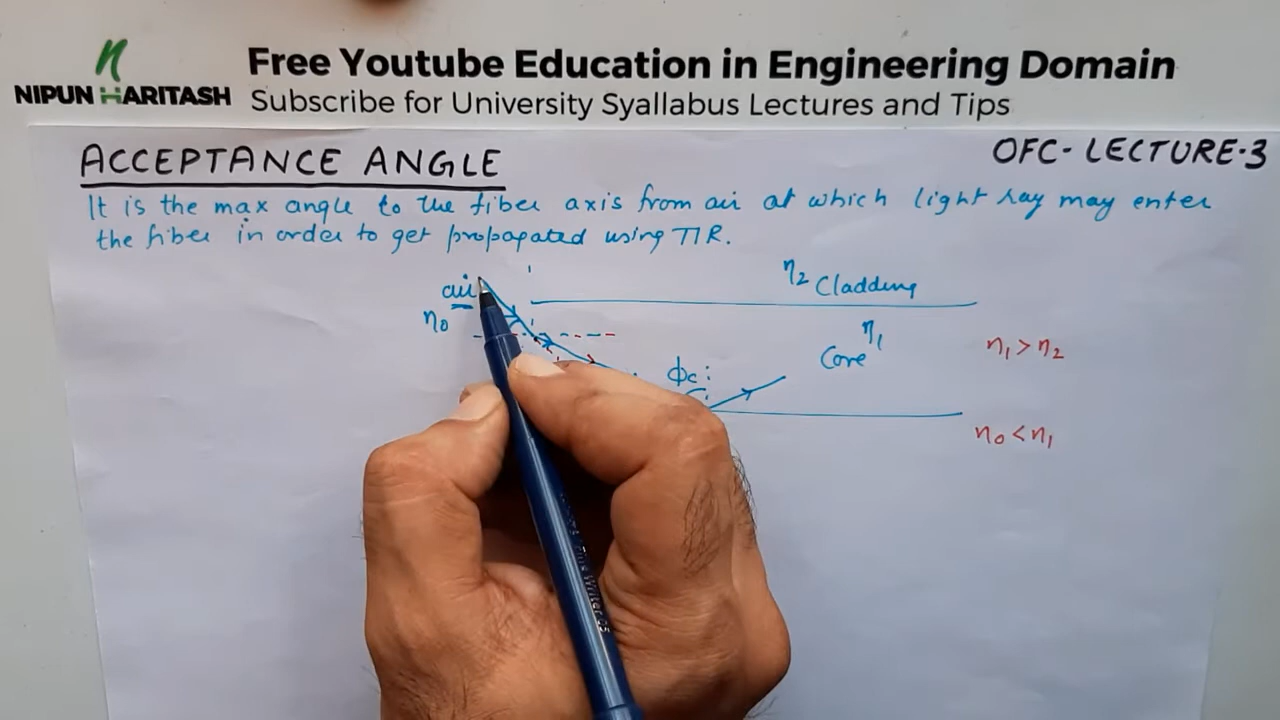 Free Youtube Education in Engineering Domain
NIPUN HARITASH
Subscribe for University Syallabus Lectures and Tips
ACCEPTANCE ANGLE
OFC- LECTURE-3
It is the max angle to the fiber axis from air at which light ray may enter
the fiber in order to get propagated using TIR.
air
η2 Cladding
η0
η1
Core
n1 > n2
ϕc
n0 < n1